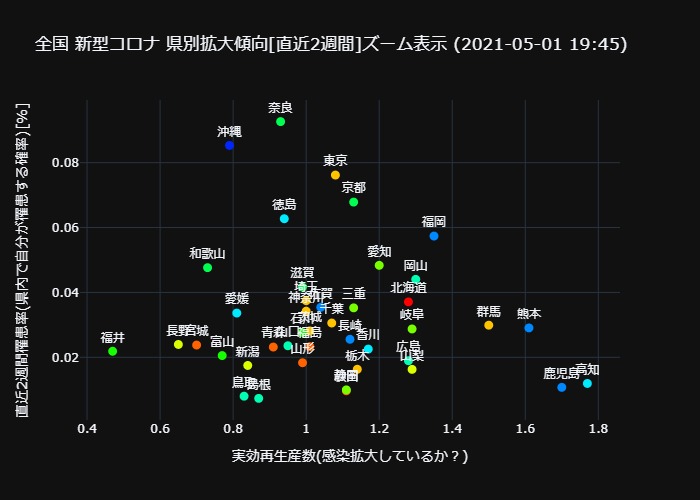 全国 新型コロナ 県別拡大傾向[直近2週間]ズーム表示 (2021-05-01 19:45)
直近2週間罹患率(県内で自分が罹患する確率)[%]
奈良
沖縄
東京
京都
徳島
福岡
愛知
和歌山
滋賀
岡山
埼玉
北海道
神奈川
佐賀
三重
愛媛
千葉
群馬
熊本
岐阜
石川
茨城
長崎
福井
長野
宮城
富山
青森
山口
福島
香川
広島
新潟
山形
栃木
山梨
鳥取
島根
鹿児島
高知
0.08
0.06
0.04
0.02
0.4
0.6
0.8
1
1.2
1.4
1.6
1.8
実効再生産数(感染拡大しているか？)